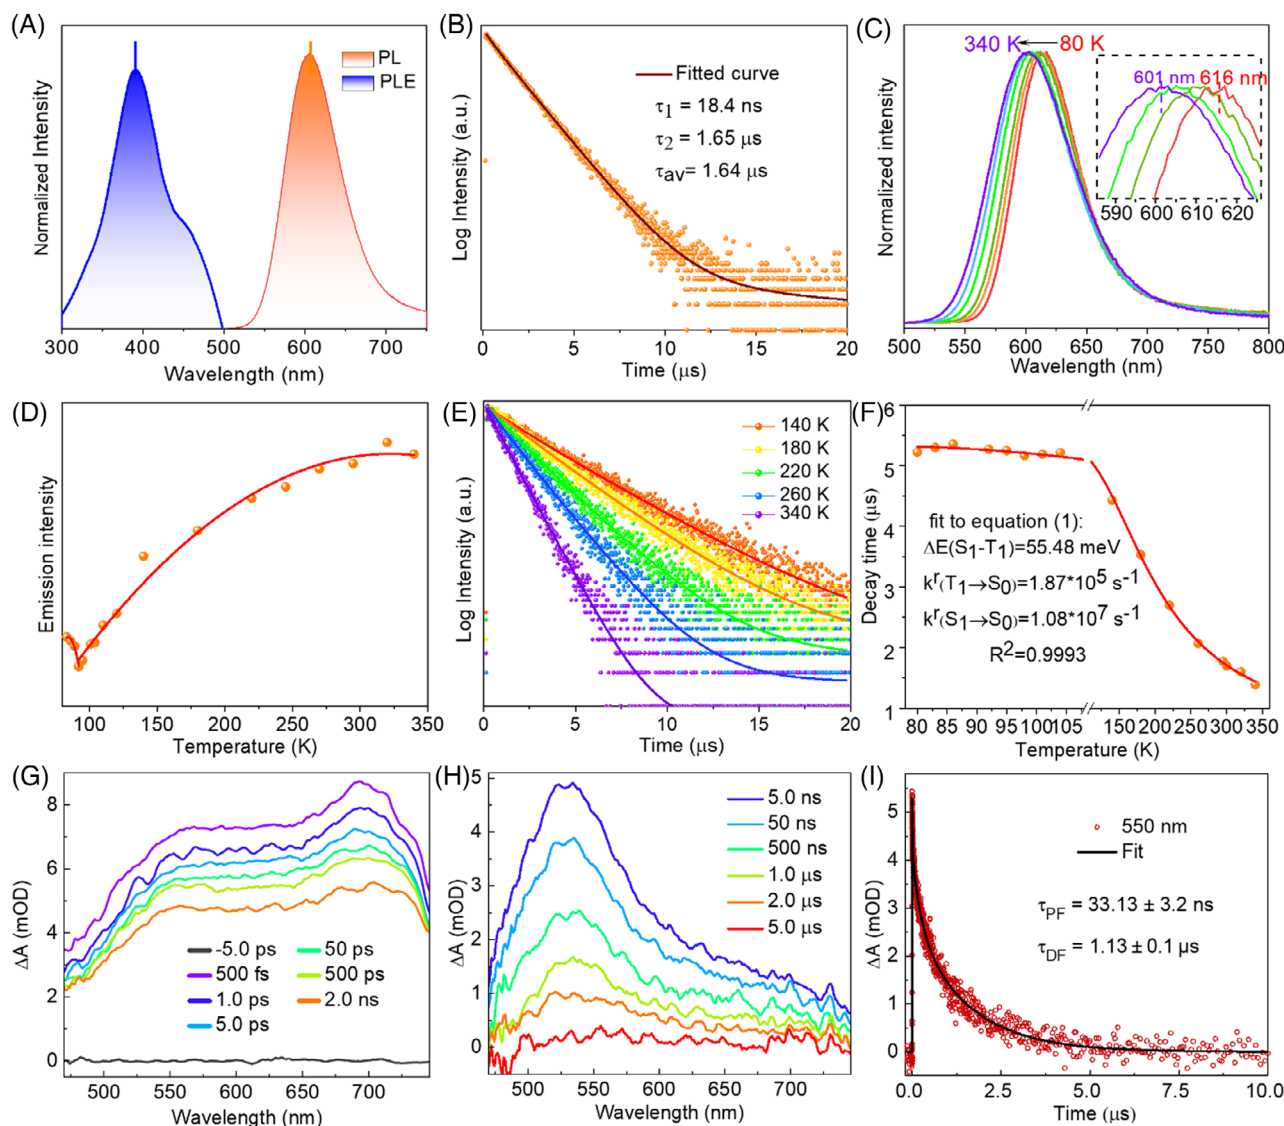 (A)
PL
PLE
Normalized Intensity
300
400
500
600
700
Wavelength (nm)
(B)
Fitted curve
τ1 = 18.4 ns
τ2 = 1.65 μs
τav= 1.64 μs
Log Intensity (a.u.)
0
5
10
15
20
Time (μs)
(C)
340 K
80 K
601 nm
616 nm
590 600 610 620
Normalized intensity
500 550 600 650 700 750 800
Wavelength (nm)
(D)
Emission intensity
100 150 200 250 300 350
Temperature (K)
(E)
140 K
180 K
220 K
260 K
340 K
Log Intensity (a.u.)
0
5
10
15
20
Time (μs)
(F)
6
5
4
3
2
1
Decay time (μs)
fit to equation (1):
ΔE(S1-T1)=55.48 meV
kr(T1→S0)=1.87*10^5 s^-1
kr(S1→S0)=1.08*10^7 s^-1
R^2=0.9993
80 85 90 95 100 105 150 200 250 300 350
Temperature (K)
(G)
8
6
4
2
0
ΔA (mOD)
-5.0 ps
500 fs
1.0 ps
5.0 ps
50 ps
500 ps
2.0 ns
500 550 600 650 700
Wavelength (nm)
(H)
5
4
3
2
1
0
ΔA (mOD)
5.0 ns
50 ns
500 ns
1.0 μs
2.0 μs
5.0 μs
500 550 600 650 700
Wavelength (nm)
(I)
5
4
3
2
1
0
ΔA (mOD)
550 nm
Fit
τPF = 33.13 ± 3.2 ns
τDF = 1.13 ± 0.1 μs
0.0 2.5 5.0 7.5 10.0
Time (μs)